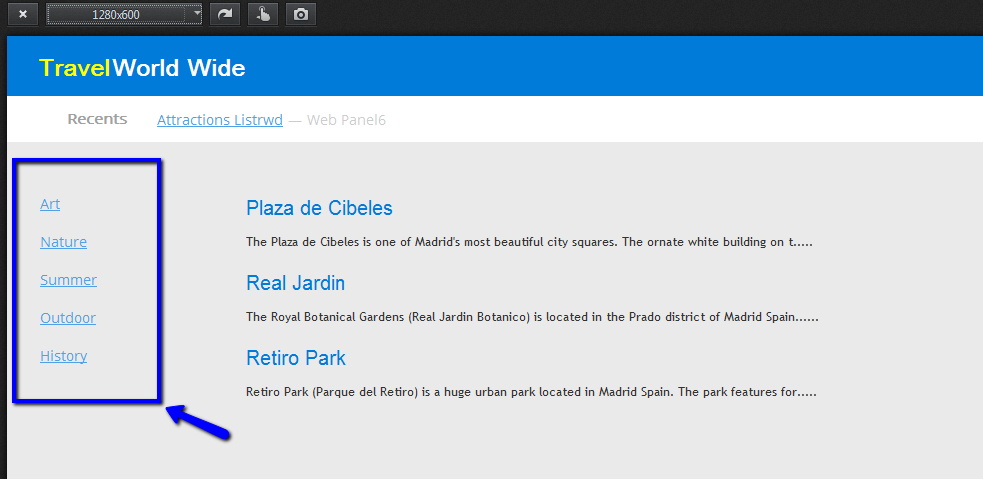 1280x600
TravelWorld Wide
Recents Attractions Listrwd — Web Panel6
Art
Nature
Summer
Outdoor
History
Plaza de Cibeles
The Plaza de Cibeles is one of Madrid's most beautiful city squares. The ornate white building on t.....
Real Jardin
The Royal Botanical Gardens (Real Jardin Botanico) is located in the Prado district of Madrid Spain......
Retiro Park
Retiro Park (Parque del Retiro) is a huge urban park located in Madrid Spain. The park features for.....